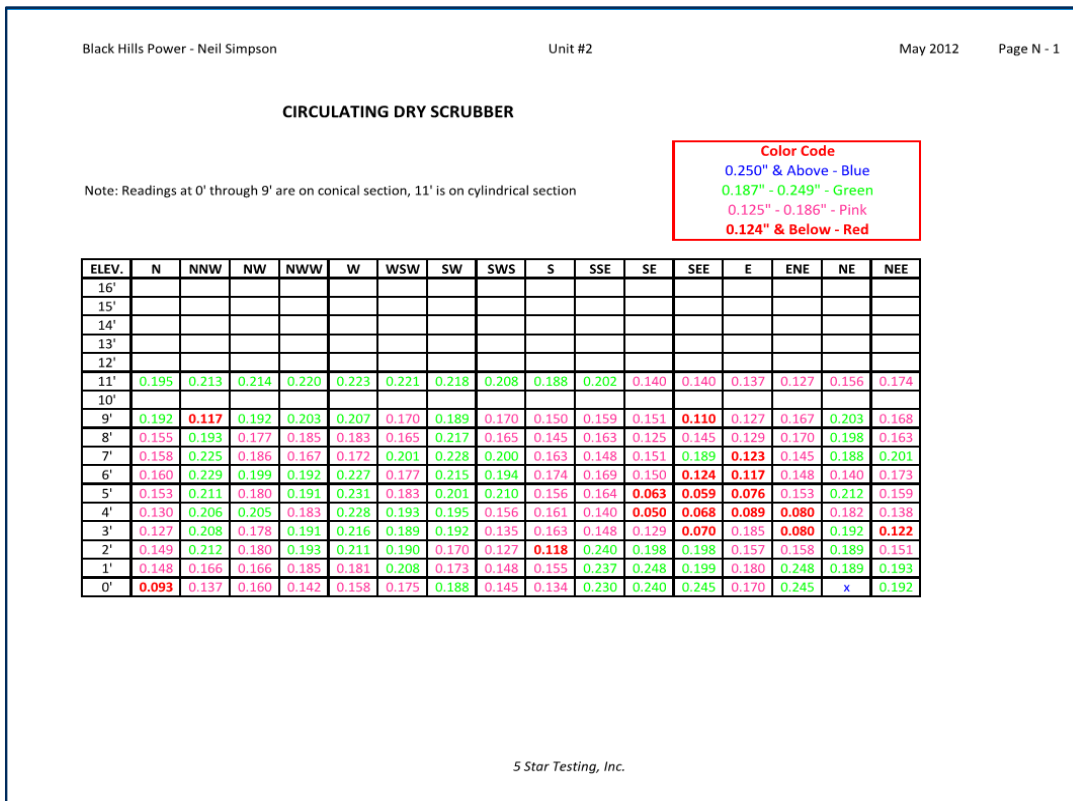 Black Hills Power - Neil Simpson Unit #2 May 2012 Page N - 1
CIRCULATING DRY SCRUBBER
Color Code
0.250" & Above - Blue
Note: Readings at 0' through 9' are on conical section, 11' is on cylindrical section 0.187" - 0.249" - Green
0.125" - 0.186" - Pink
0.124" & Below - Red
ELEV. N NNW NW NWW W WSW SW SWS S SSE SE SEE E ENE NE NEE
16'
15'
14'
13'
12'
11' 0.195 0.213 0.214 0.220 0.223 0.221 0.218 0.208 0.188 0.202 0.140 0.140 0.137 0.127 0.156 0.174
10'
9' 0.192 0.117 0.192 0.203 0.207 0.170 0.189 0.170 0.150 0.159 0.151 0.110 0.127 0.167 0.203 0.168
8' 0.155 0.193 0.177 0.185 0.183 0.165 0.217 0.165 0.145 0.163 0.125 0.145 0.129 0.170 0.198 0.163
7' 0.158 0.225 0.186 0.167 0.172 0.201 0.228 0.200 0.163 0.148 0.151 0.189 0.123 0.145 0.188 0.201
6' 0.160 0.229 0.199 0.192 0.227 0.177 0.215 0.194 0.174 0.169 0.150 0.124 0.117 0.148 0.140 0.173
5' 0.153 0.211 0.180 0.191 0.231 0.183 0.201 0.210 0.156 0.164 0.063 0.059 0.076 0.153 0.212 0.159
4' 0.130 0.206 0.205 0.183 0.228 0.193 0.195 0.156 0.161 0.140 0.050 0.068 0.089 0.080 0.182 0.138
3' 0.127 0.208 0.178 0.191 0.216 0.189 0.192 0.135 0.163 0.148 0.129 0.070 0.185 0.080 0.192 0.122
2' 0.149 0.212 0.180 0.193 0.211 0.190 0.170 0.127 0.118 0.240 0.198 0.198 0.157 0.158 0.189 0.151
1' 0.148 0.166 0.166 0.185 0.181 0.208 0.173 0.148 0.155 0.237 0.248 0.199 0.180 0.248 0.189 0.193
0' 0.093 0.137 0.160 0.142 0.158 0.175 0.188 0.145 0.134 0.230 0.240 0.245 0.170 0.245 x 0.192
5 Star Testing, Inc.